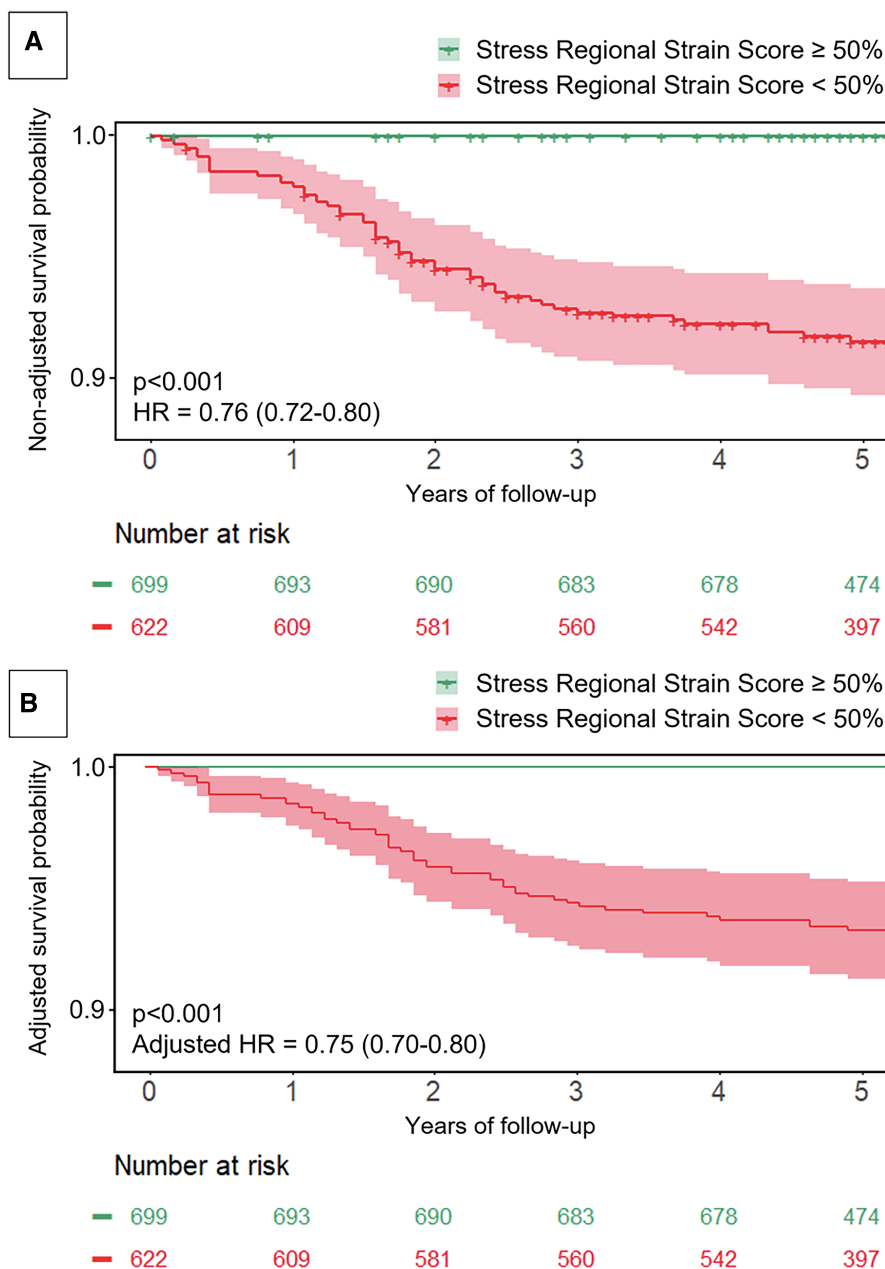 A
Stress Regional Strain Score ≥ 50%
Stress Regional Strain Score < 50%
Non-adjusted survival probability
1.0
0.9
p<0.001
HR = 0.76 (0.72-0.80)
0 1 2 3 4 5
Years of follow-up
Number at risk
699 693 690 683 678 474
622 609 581 560 542 397
B
Stress Regional Strain Score ≥ 50%
Stress Regional Strain Score < 50%
Adjusted survival probability
1.0
0.9
p<0.001
Adjusted HR = 0.75 (0.70-0.80)
0 1 2 3 4 5
Years of follow-up
Number at risk
699 693 690 683 678 474
622 609 581 560 542 397